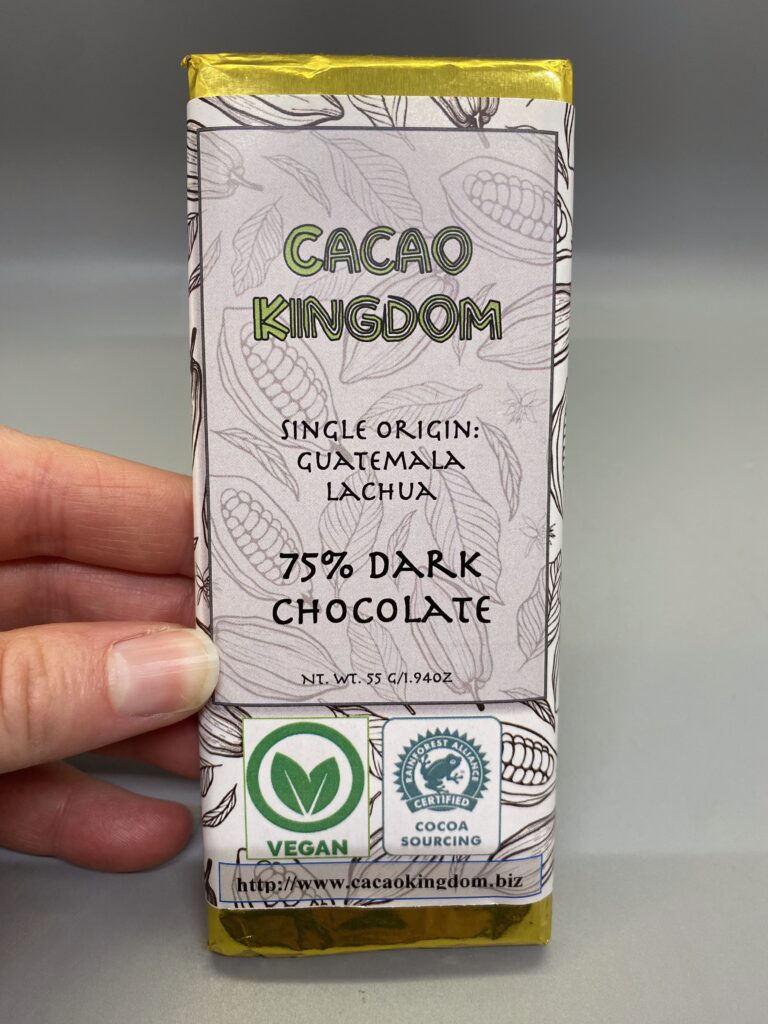 CACAO
KINGDOM
SINGLE ORIGIN:
GUATEMALA
LACHUA
75% DARK
CHOCOLATE
NT. WT. 55 G/1.94OZ
VEGAN
RAINFOREST ALLIANCE
CERTIFIED
COCOA
SOURCING
http://www.cacaokingdom.biz